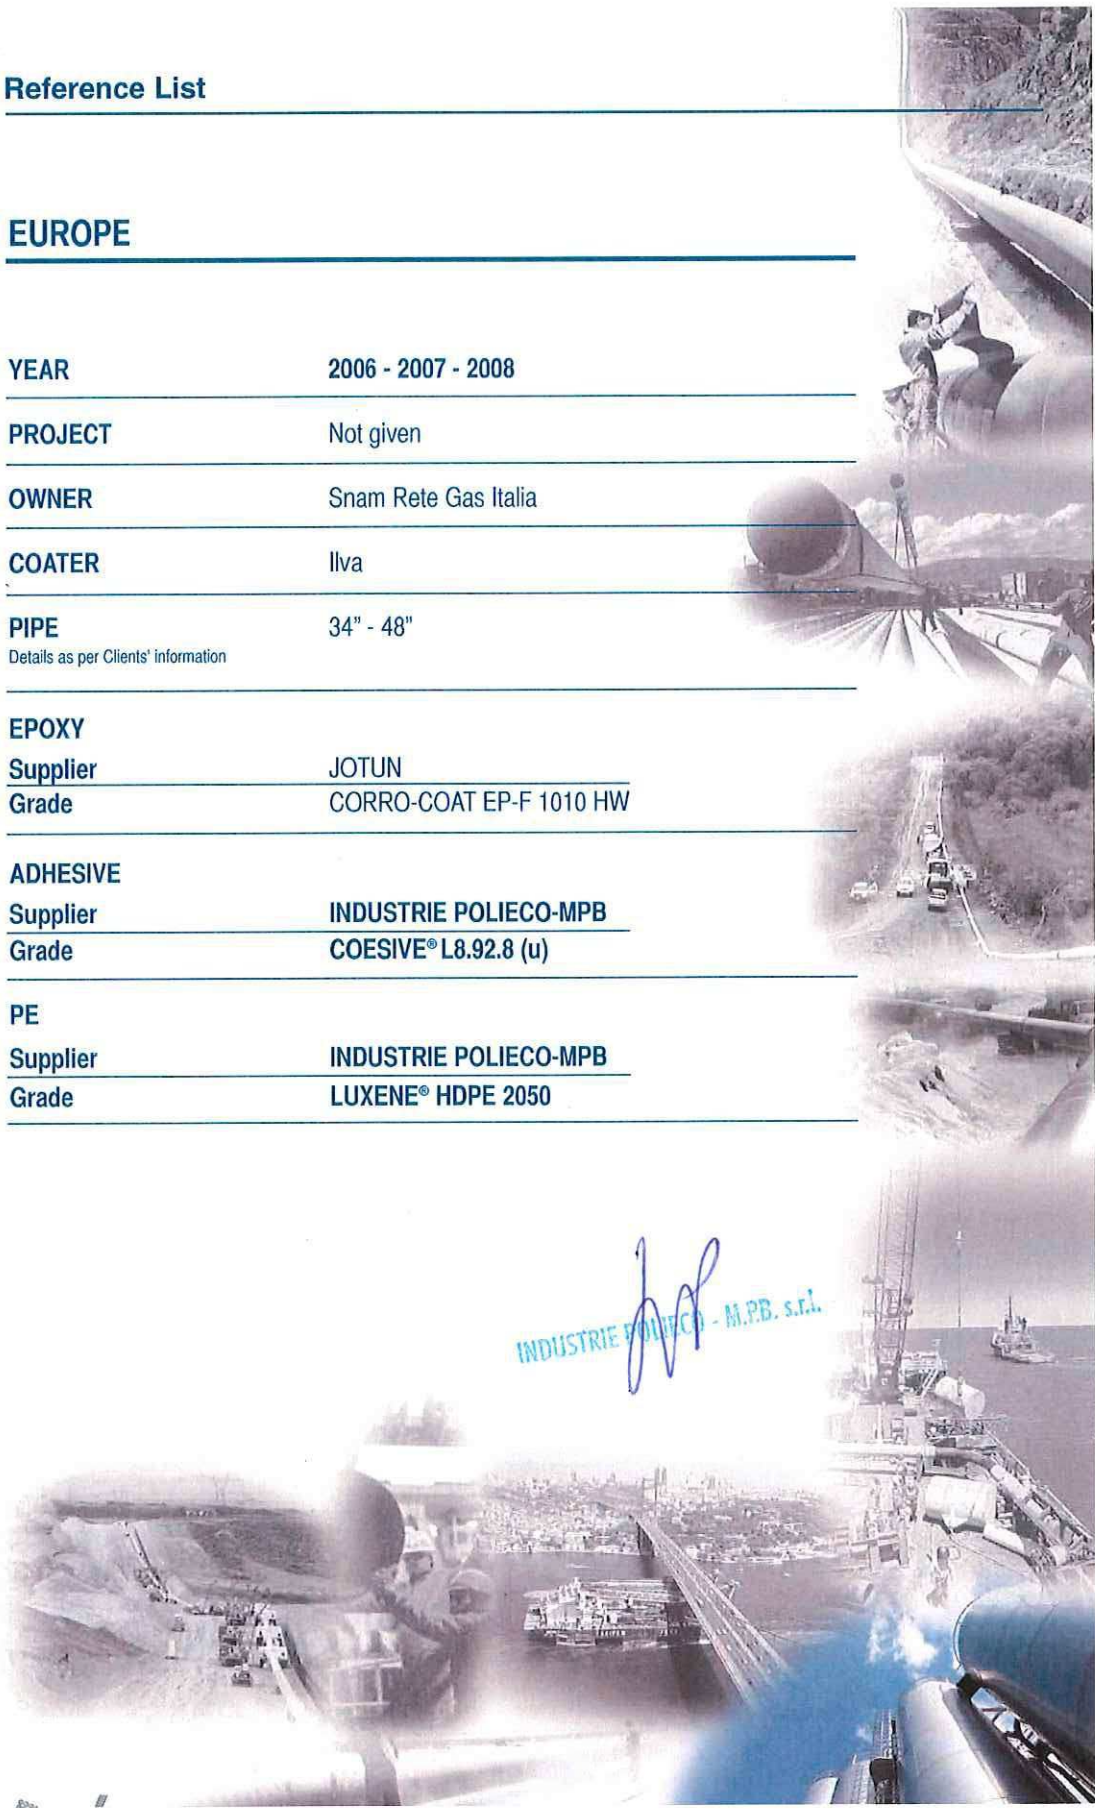 Reference List
EUROPE
YEAR 2006 - 2007 - 2008
PROJECT Not given
OWNER Snam Rete Gas Italia
COATER Ilva
PIPE 34” - 48”
Details as per Clients' information
EPOXY
Supplier JOTUN
Grade CORRO-COAT EP-F 1010 HW
ADHESIVE
Supplier INDUSTRIE POLIECO-MPB
Grade COESIVE® L8.92.8 (u)
PE
Supplier INDUSTRIE POLIECO-MPB
Grade LUXENE® HDPE 2050
INDUSTRIE POLIECO - M.P.B. s.r.l.